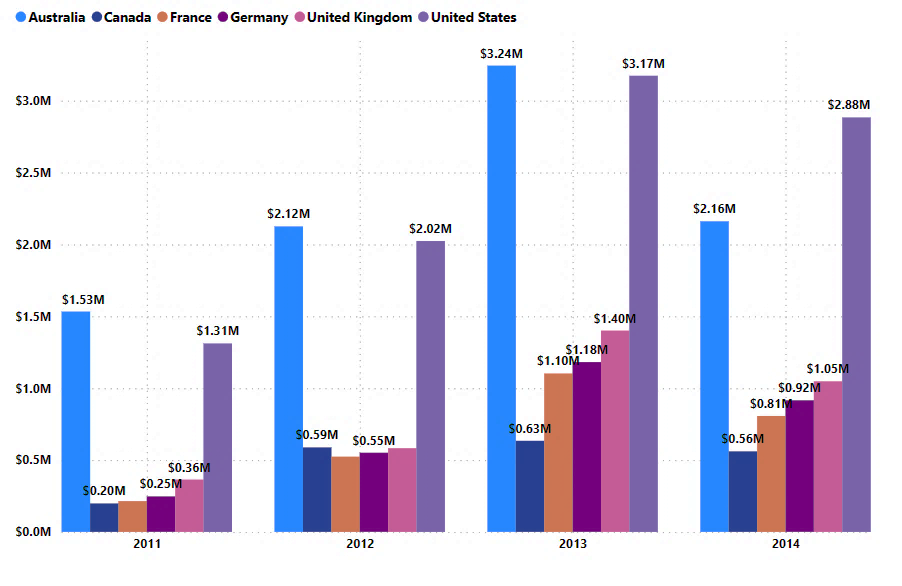 Australia Canada France Germany United Kingdom United States
$3.24M $3.17M
$3.0M
$2.88M
$2.5M
$2.12M $2.16M
$2.02M
$2.0M
$1.53M
$1.5M
$1.40M
$1.31M
$1.18M
$1.10M
$1.05M
$1.0M
$0.92M
$0.81M
$0.63M
$0.59M $0.55M $0.56M
$0.5M
$0.36M
$0.25M
$0.20M
$0.0M
2011 2012 2013 2014